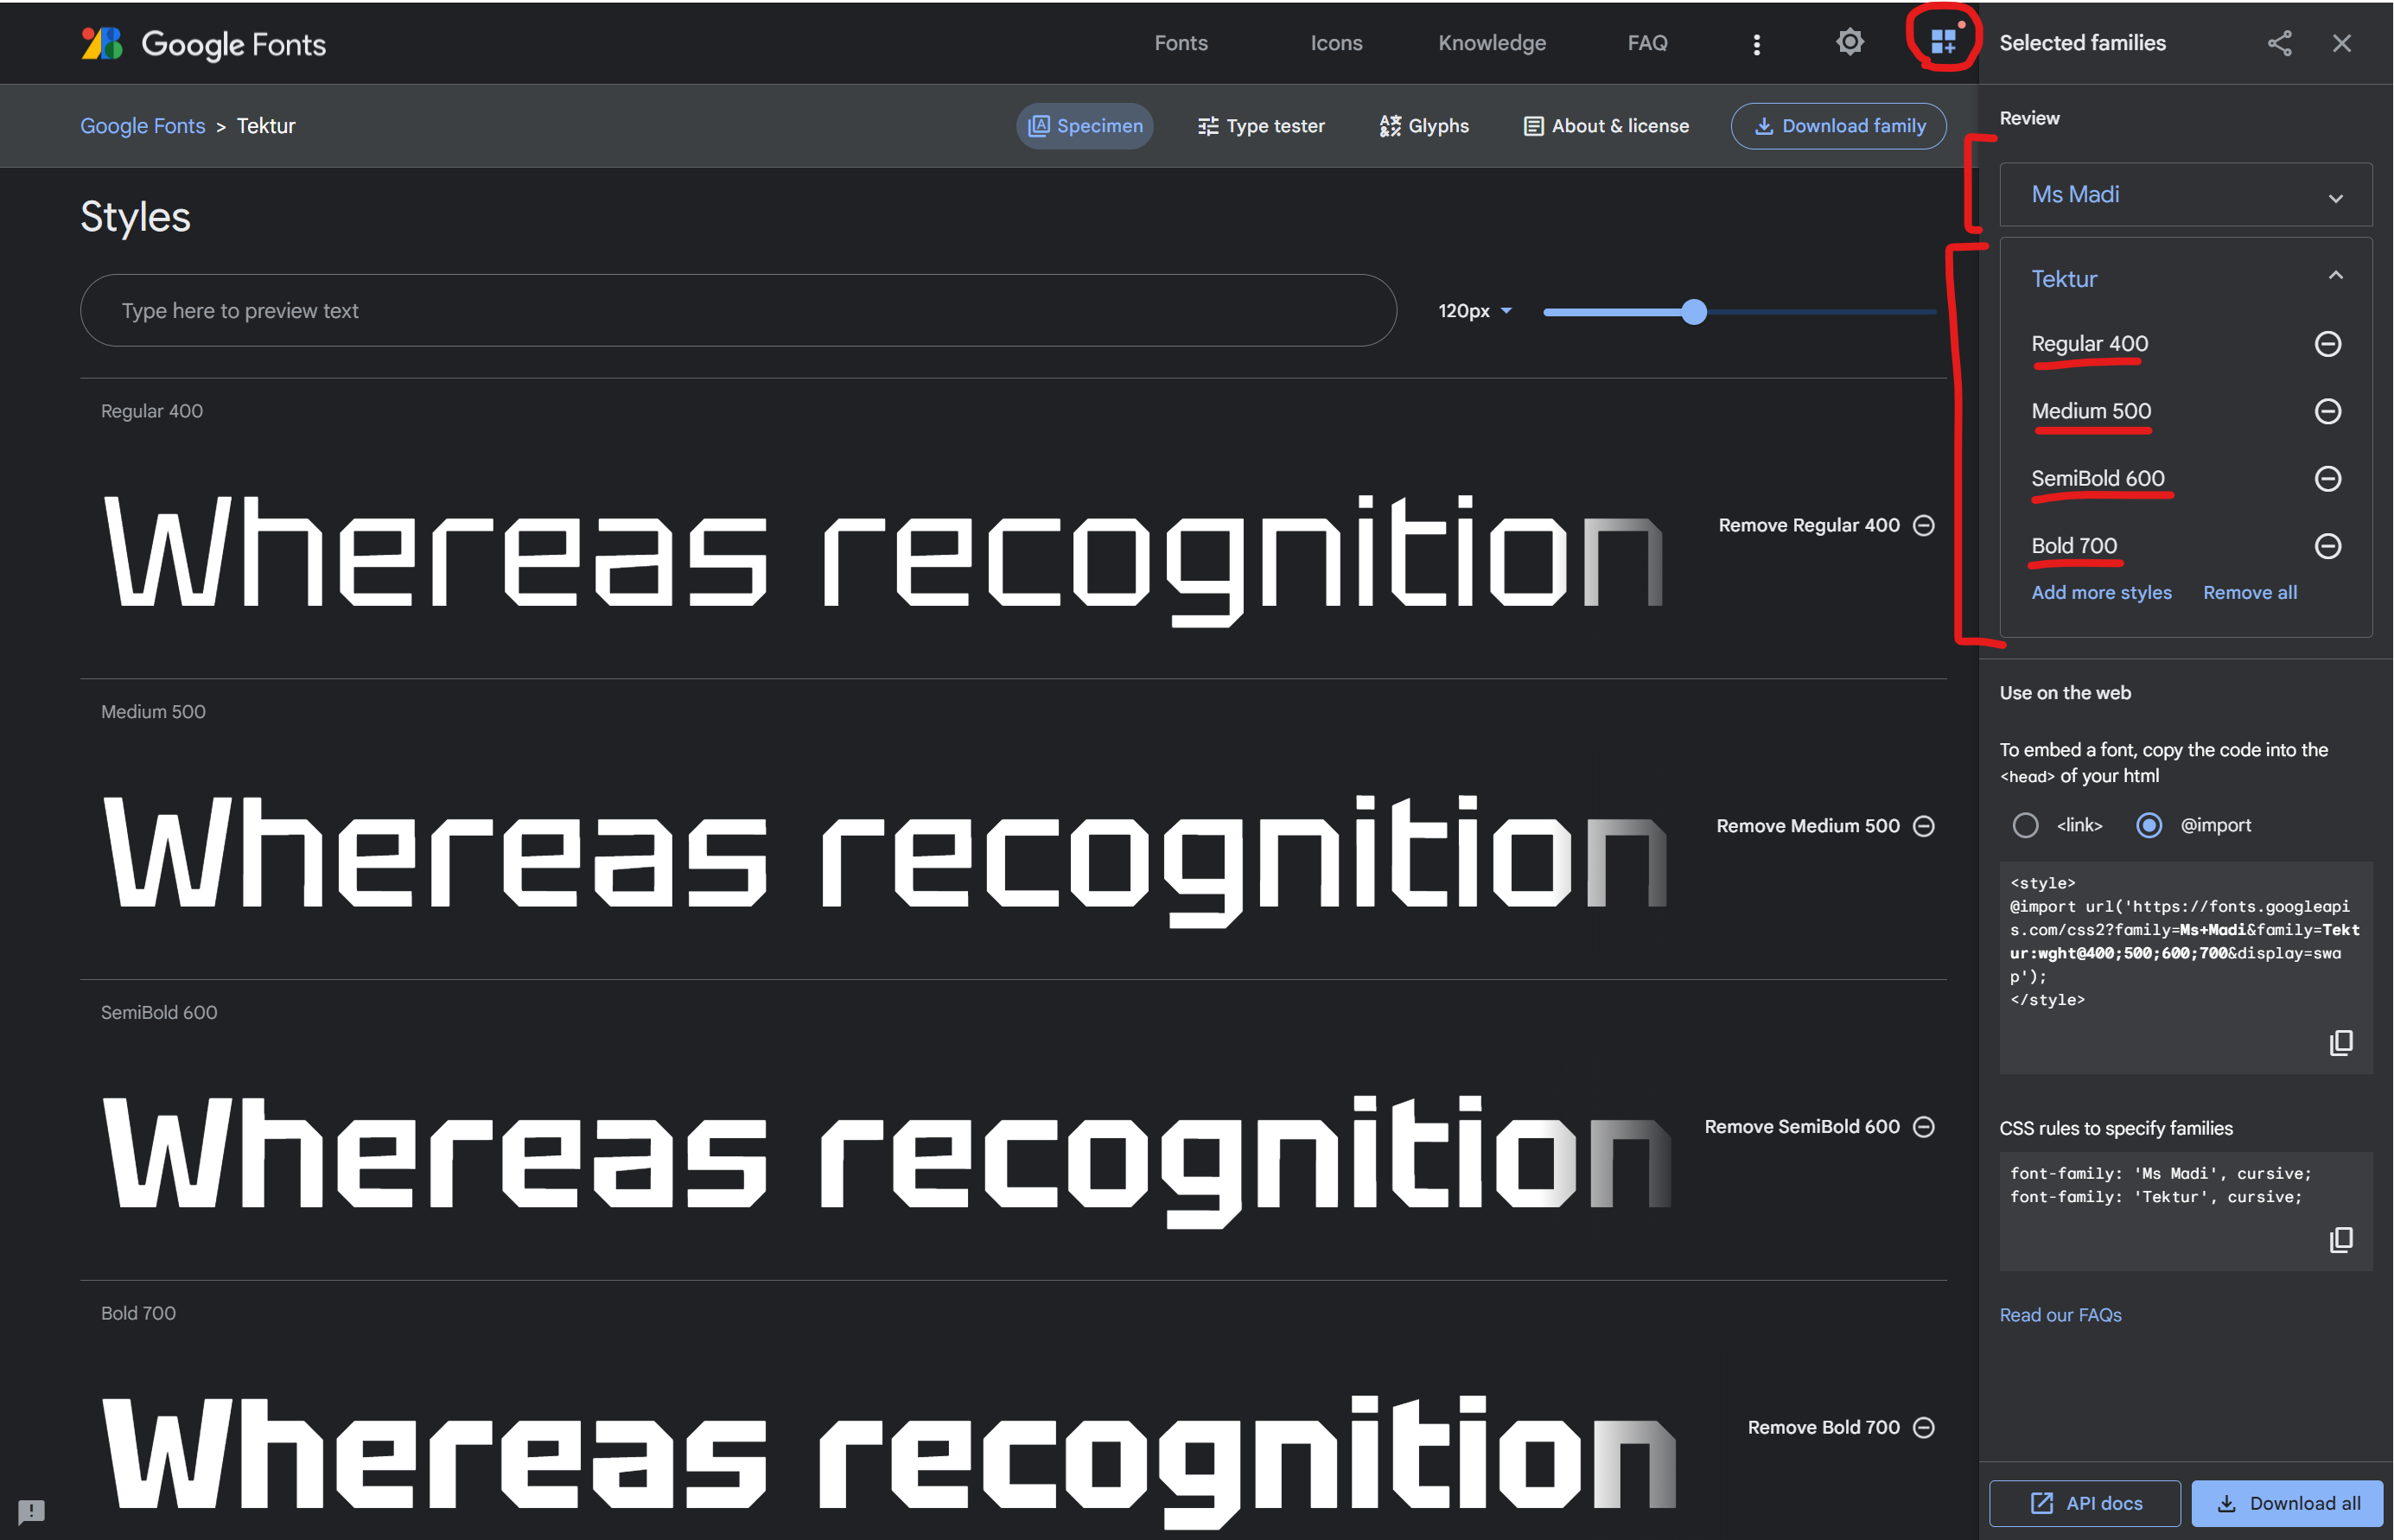 Google Fonts
Fonts
Icons
Knowledge
FAQ
Google Fonts > Tektur
Specimen
Type tester
Glyphs
About & license
Download family
Styles
Type here to preview text
120px
Regular 400
Whereas recognition
Remove Regular 400
Medium 500
Whereas recognition
Remove Medium 500
SemiBold 600
Whereas recognition
Remove SemiBold 600
Bold 700
Whereas recognition
Remove Bold 700
Selected families
Review
Ms Madi
Tektur
Regular 400
Medium 500
SemiBold 600
Bold 700
Add more styles
Remove all
Use on the web
To embed a font, copy the code into the
<head> of your html
<link>
@import
<style>
@import url('https://fonts.googleapi
s.com/css2?family=Ms+Madi&family=Tekt
ur:wght@400;500;600;700&display=swa
p');
</style>
CSS rules to specify families
font-family: 'Ms Madi', cursive;
font-family: 'Tektur', cursive;
Read our FAQs
API docs
Download all